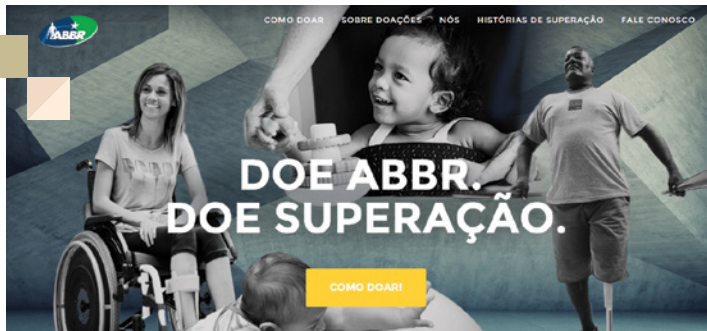 ABBR
COMO DOAR SOBRE DOAÇÕES NÓS HISTÓRIAS DE SUPERAÇÃO FALE CONOSCO
DOE ABBR.
DOE SUPERAÇÃO.
COMO DOAR!